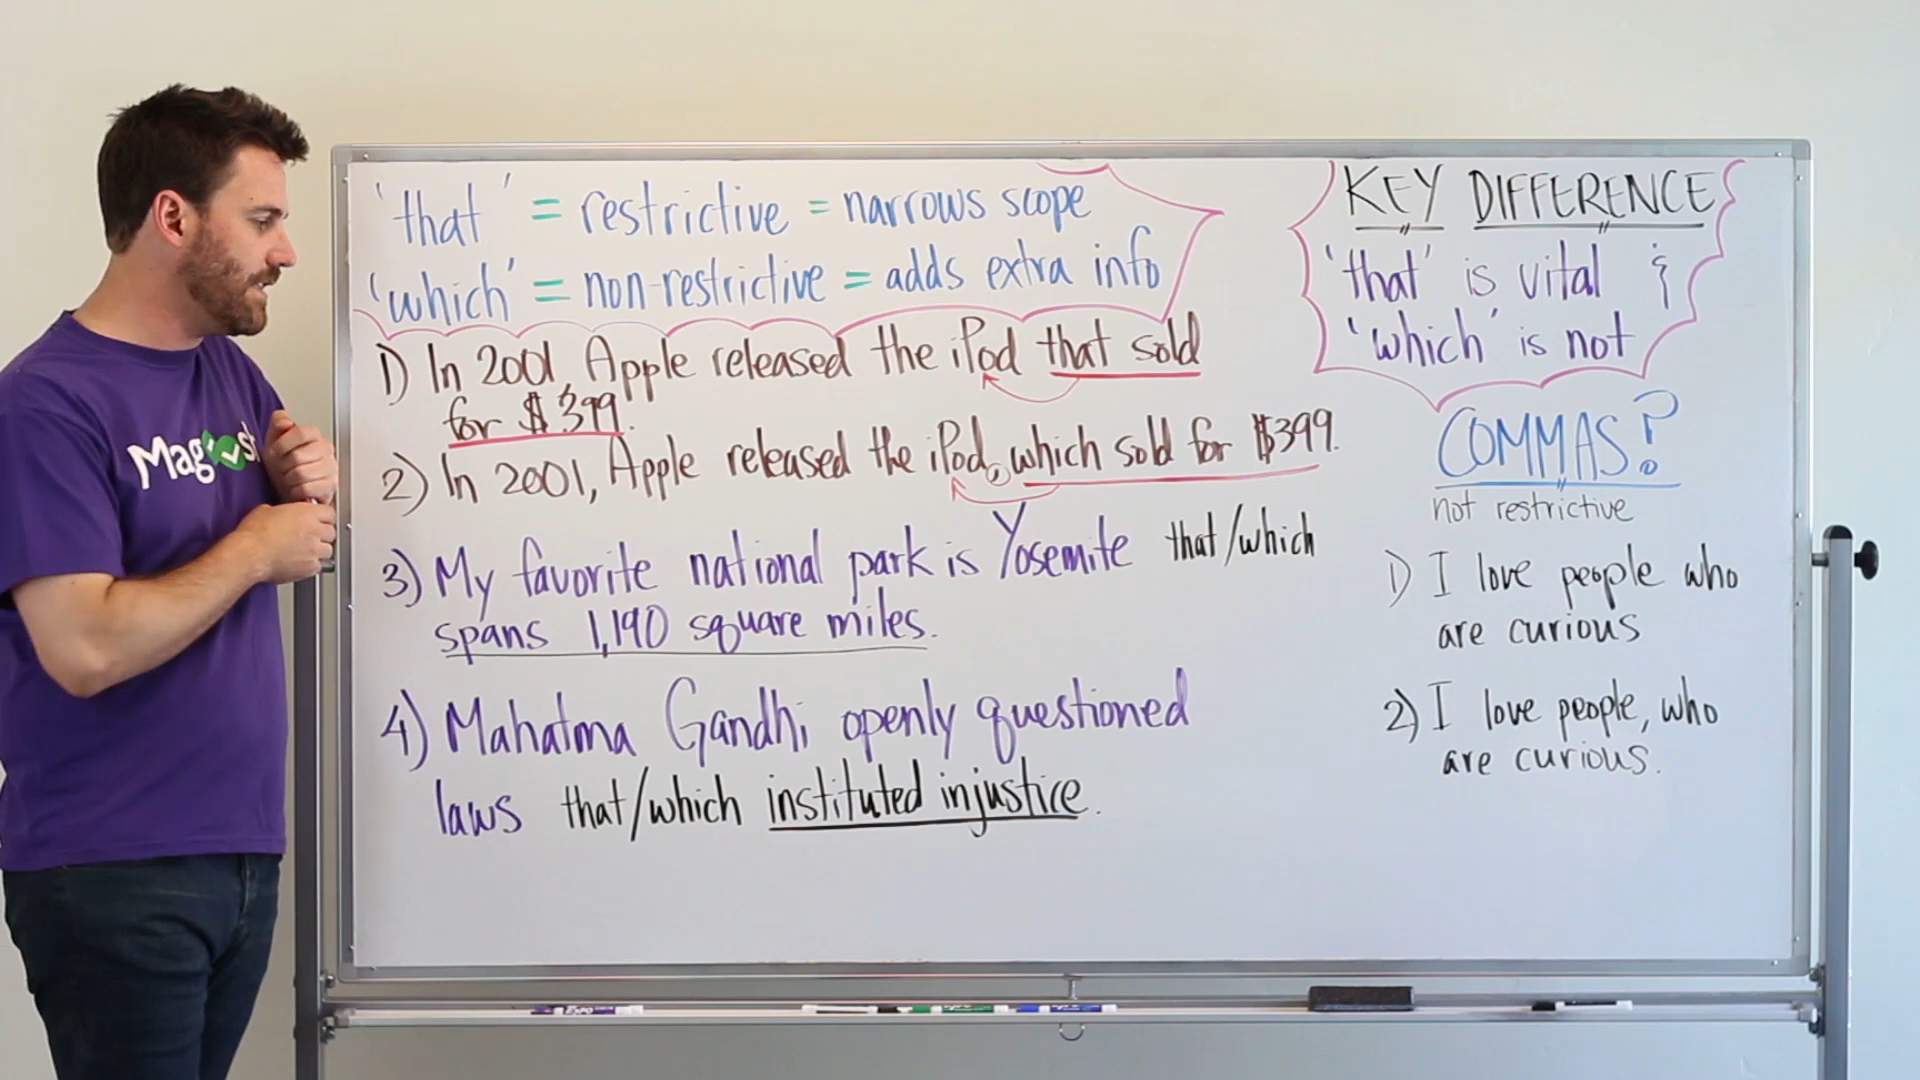 Magoosh
'that' = restrictive = narrows scope
'which' = non-restrictive = adds extra info
1) In 2001, Apple released the iPod that sold
for $399.
2) In 2001, Apple released the iPod, which sold for $399.
3) My favorite national park is Yosemite that/which
spans 1,190 square miles.
4) Mahatma Gandhi openly questioned
laws that/which instituted injustice.
KEY DIFFERENCE
'that' is vital &
'which' is not
COMMAS?
not restrictive
1) I love people who
are curious
2) I love people, who
are curious.
EXPO